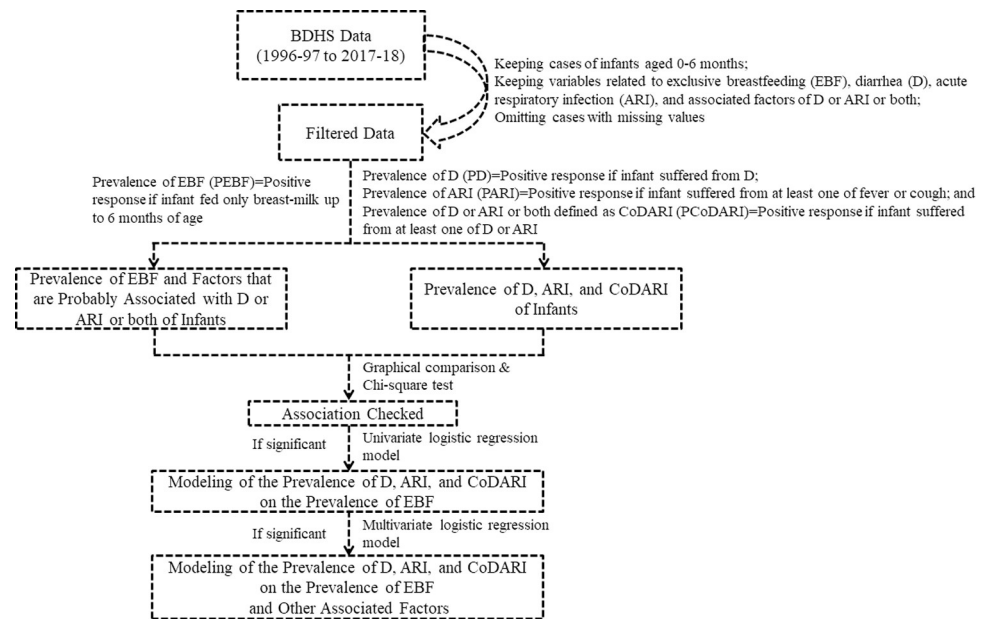 BDHS Data
(1996-97 to 2017-18)
Keeping cases of infants aged 0-6 months;
Keeping variables related to exclusive breastfeeding (EBF), diarrhea (D), acute
respiratory infection (ARI), and associated factors of D or ARI or both;
Omitting cases with missing values
Filtered Data
Prevalence of EBF (PEBF)=Positive
response if infant fed only breast-milk up
to 6 months of age
Prevalence of D (PD)=Positive response if infant suffered from D;
Prevalence of ARI (PARI)=Positive response if infant suffered from at least one of fever or cough; and
Prevalence of D or ARI or both defined as CoDARI (PCoDARI)=Positive response if infant suffered
from at least one of D or ARI
Prevalence of EBF and Factors that
are Probably Associated with D or
ARI or both of Infants
Prevalence of D, ARI, and CoDARI
of Infants
Graphical comparison &
Chi-square test
Association Checked
If significant
Univariate logistic regression
model
Modeling of the Prevalence of D, ARI, and CoDARI
on the Prevalence of EBF
If significant
Multivariate logistic regression
model
Modeling of the Prevalence of D, ARI, and CoDARI
on the Prevalence of EBF
and Other Associated Factors